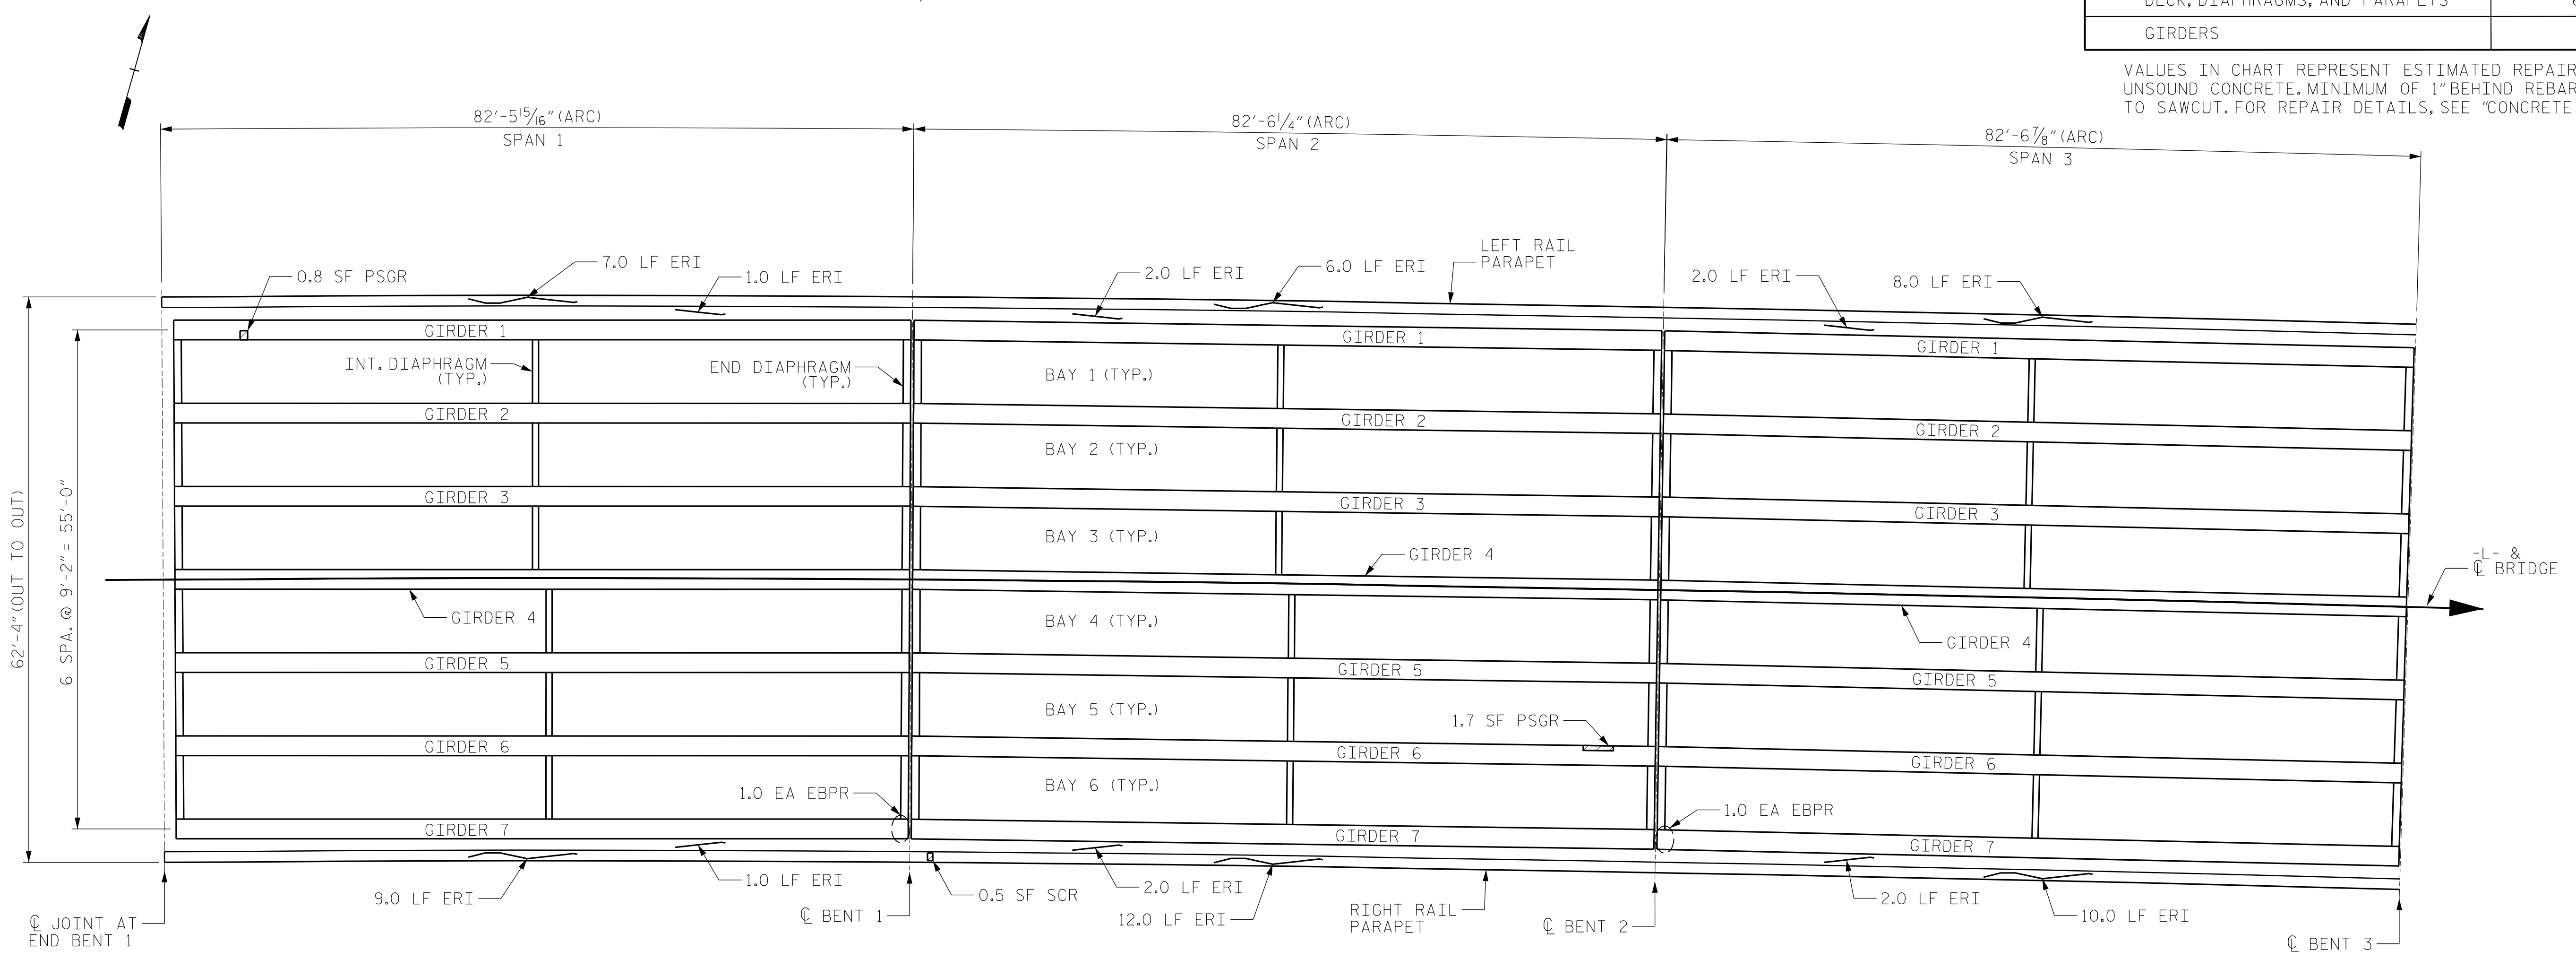 DECK, DIAPHRAGMS, AND PARAPETS
GIRDERS
VALUES IN CHART REPRESENT ESTIMATED REPAIR
UNSOUND CONCRETE. MINIMUM OF 1" BEHIND REBAR
TO SAWCUT. FOR REPAIR DETAILS, SEE "CONCRETE
82'-5 15/16" (ARC)
SPAN 1
82'-6 1/4" (ARC)
SPAN 2
82'-6 7/8" (ARC)
SPAN 3
0.8 SF PSGR
7.0 LF ERI
1.0 LF ERI
2.0 LF ERI
6.0 LF ERI
LEFT RAIL
PARAPET
2.0 LF ERI
8.0 LF ERI
GIRDER 1
GIRDER 1
GIRDER 1
INT. DIAPHRAGM
(TYP.)
END DIAPHRAGM
(TYP.)
BAY 1 (TYP.)
GIRDER 2
GIRDER 2
GIRDER 2
BAY 2 (TYP.)
GIRDER 3
GIRDER 3
GIRDER 3
BAY 3 (TYP.)
GIRDER 4
62'-4" (OUT TO OUT)
6 SPA. @ 9'-2" = 55'-0"
-L- &
℄ BRIDGE
GIRDER 4
BAY 4 (TYP.)
GIRDER 4
GIRDER 5
GIRDER 5
GIRDER 5
BAY 5 (TYP.)
1.7 SF PSGR
GIRDER 6
GIRDER 6
GIRDER 6
1.0 EA EBPR
BAY 6 (TYP.)
1.0 EA EBPR
GIRDER 7
GIRDER 7
GIRDER 7
9.0 LF ERI
1.0 LF ERI
0.5 SF SCR
2.0 LF ERI
12.0 LF ERI
RIGHT RAIL
PARAPET
2.0 LF ERI
10.0 LF ERI
℄ JOINT AT
END BENT 1
℄ BENT 1
℄ BENT 2
℄ BENT 3